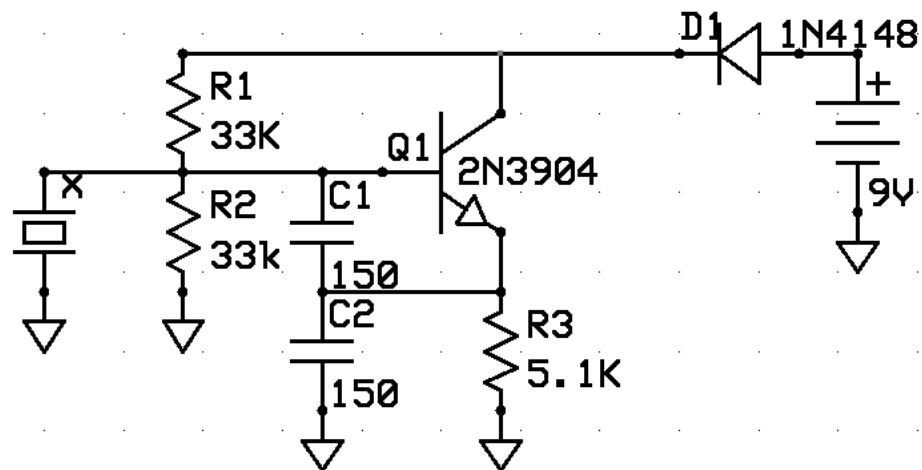 D1 1N4148
+
R1
33K
Q1
2N3904
X
C1
R2
33k
9V
150
C2
R3
5.1K
150